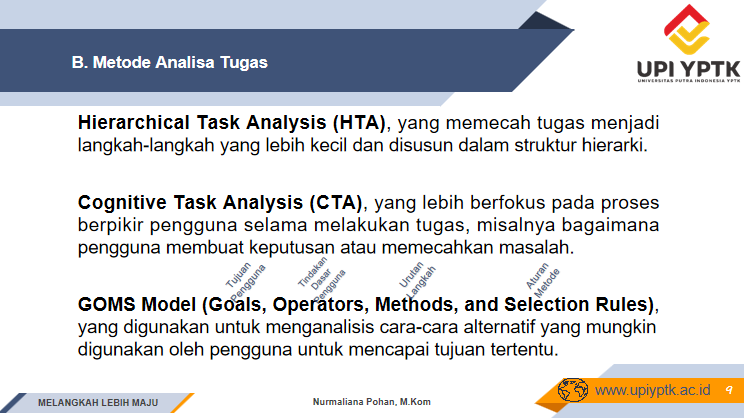 B. Metode Analisa Tugas
UPI YPTK
UNIVERSITAS PUTRA INDONESIA YPTK
Hierarchical Task Analysis (HTA), yang memecah tugas menjadi
langkah-langkah yang lebih kecil dan disusun dalam struktur hierarki.
Cognitive Task Analysis (CTA), yang lebih berfokus pada proses
berpikir pengguna selama melakukan tugas, misalnya bagaimana
pengguna membuat keputusan atau memecahkan masalah.
Tujuan
Pengguna
Tindakan
Dasar
Pengguna
Urutan
Langkah
Aturan
Metode
GOMS Model (Goals, Operators, Methods, and Selection Rules),
yang digunakan untuk menganalisis cara-cara alternatif yang mungkin
digunakan oleh pengguna untuk mencapai tujuan tertentu.
MELANGKAH LEBIH MAJU
Nurmaliana Pohan, M.Kom
www.upiyptk.ac.id
9